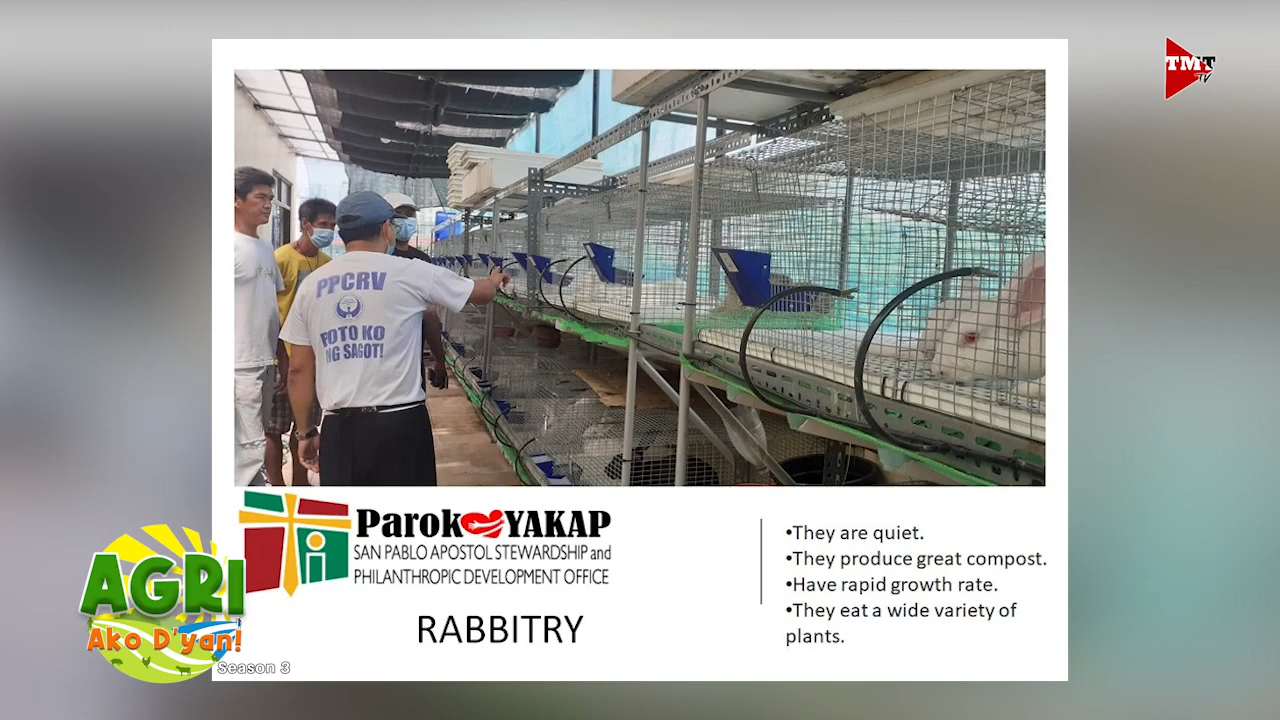 TMT
TV
PPCRV
BOTO KO
NG SAGOT!
Parok YAKAP
SAN PABLO APOSTOL STEWARDSHIP and
PHILANTHROPIC DEVELOPMENT OFFICE
RABBITRY
•They are quiet.
•They produce great compost.
•Have rapid growth rate.
•They eat a wide variety of
plants.
AGRI
Ako D'yan!
Season 3